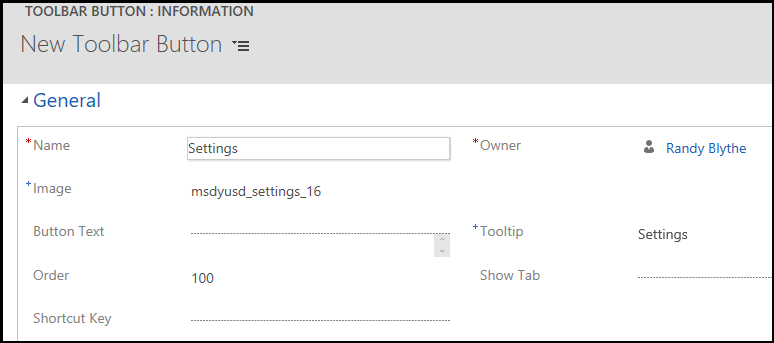 TOOLBAR BUTTON : INFORMATION
New Toolbar Button
General
*Name Settings *Owner Randy Blythe
+Image msdyusd_settings_16
Button Text +Tooltip Settings
Order 100 Show Tab
Shortcut Key